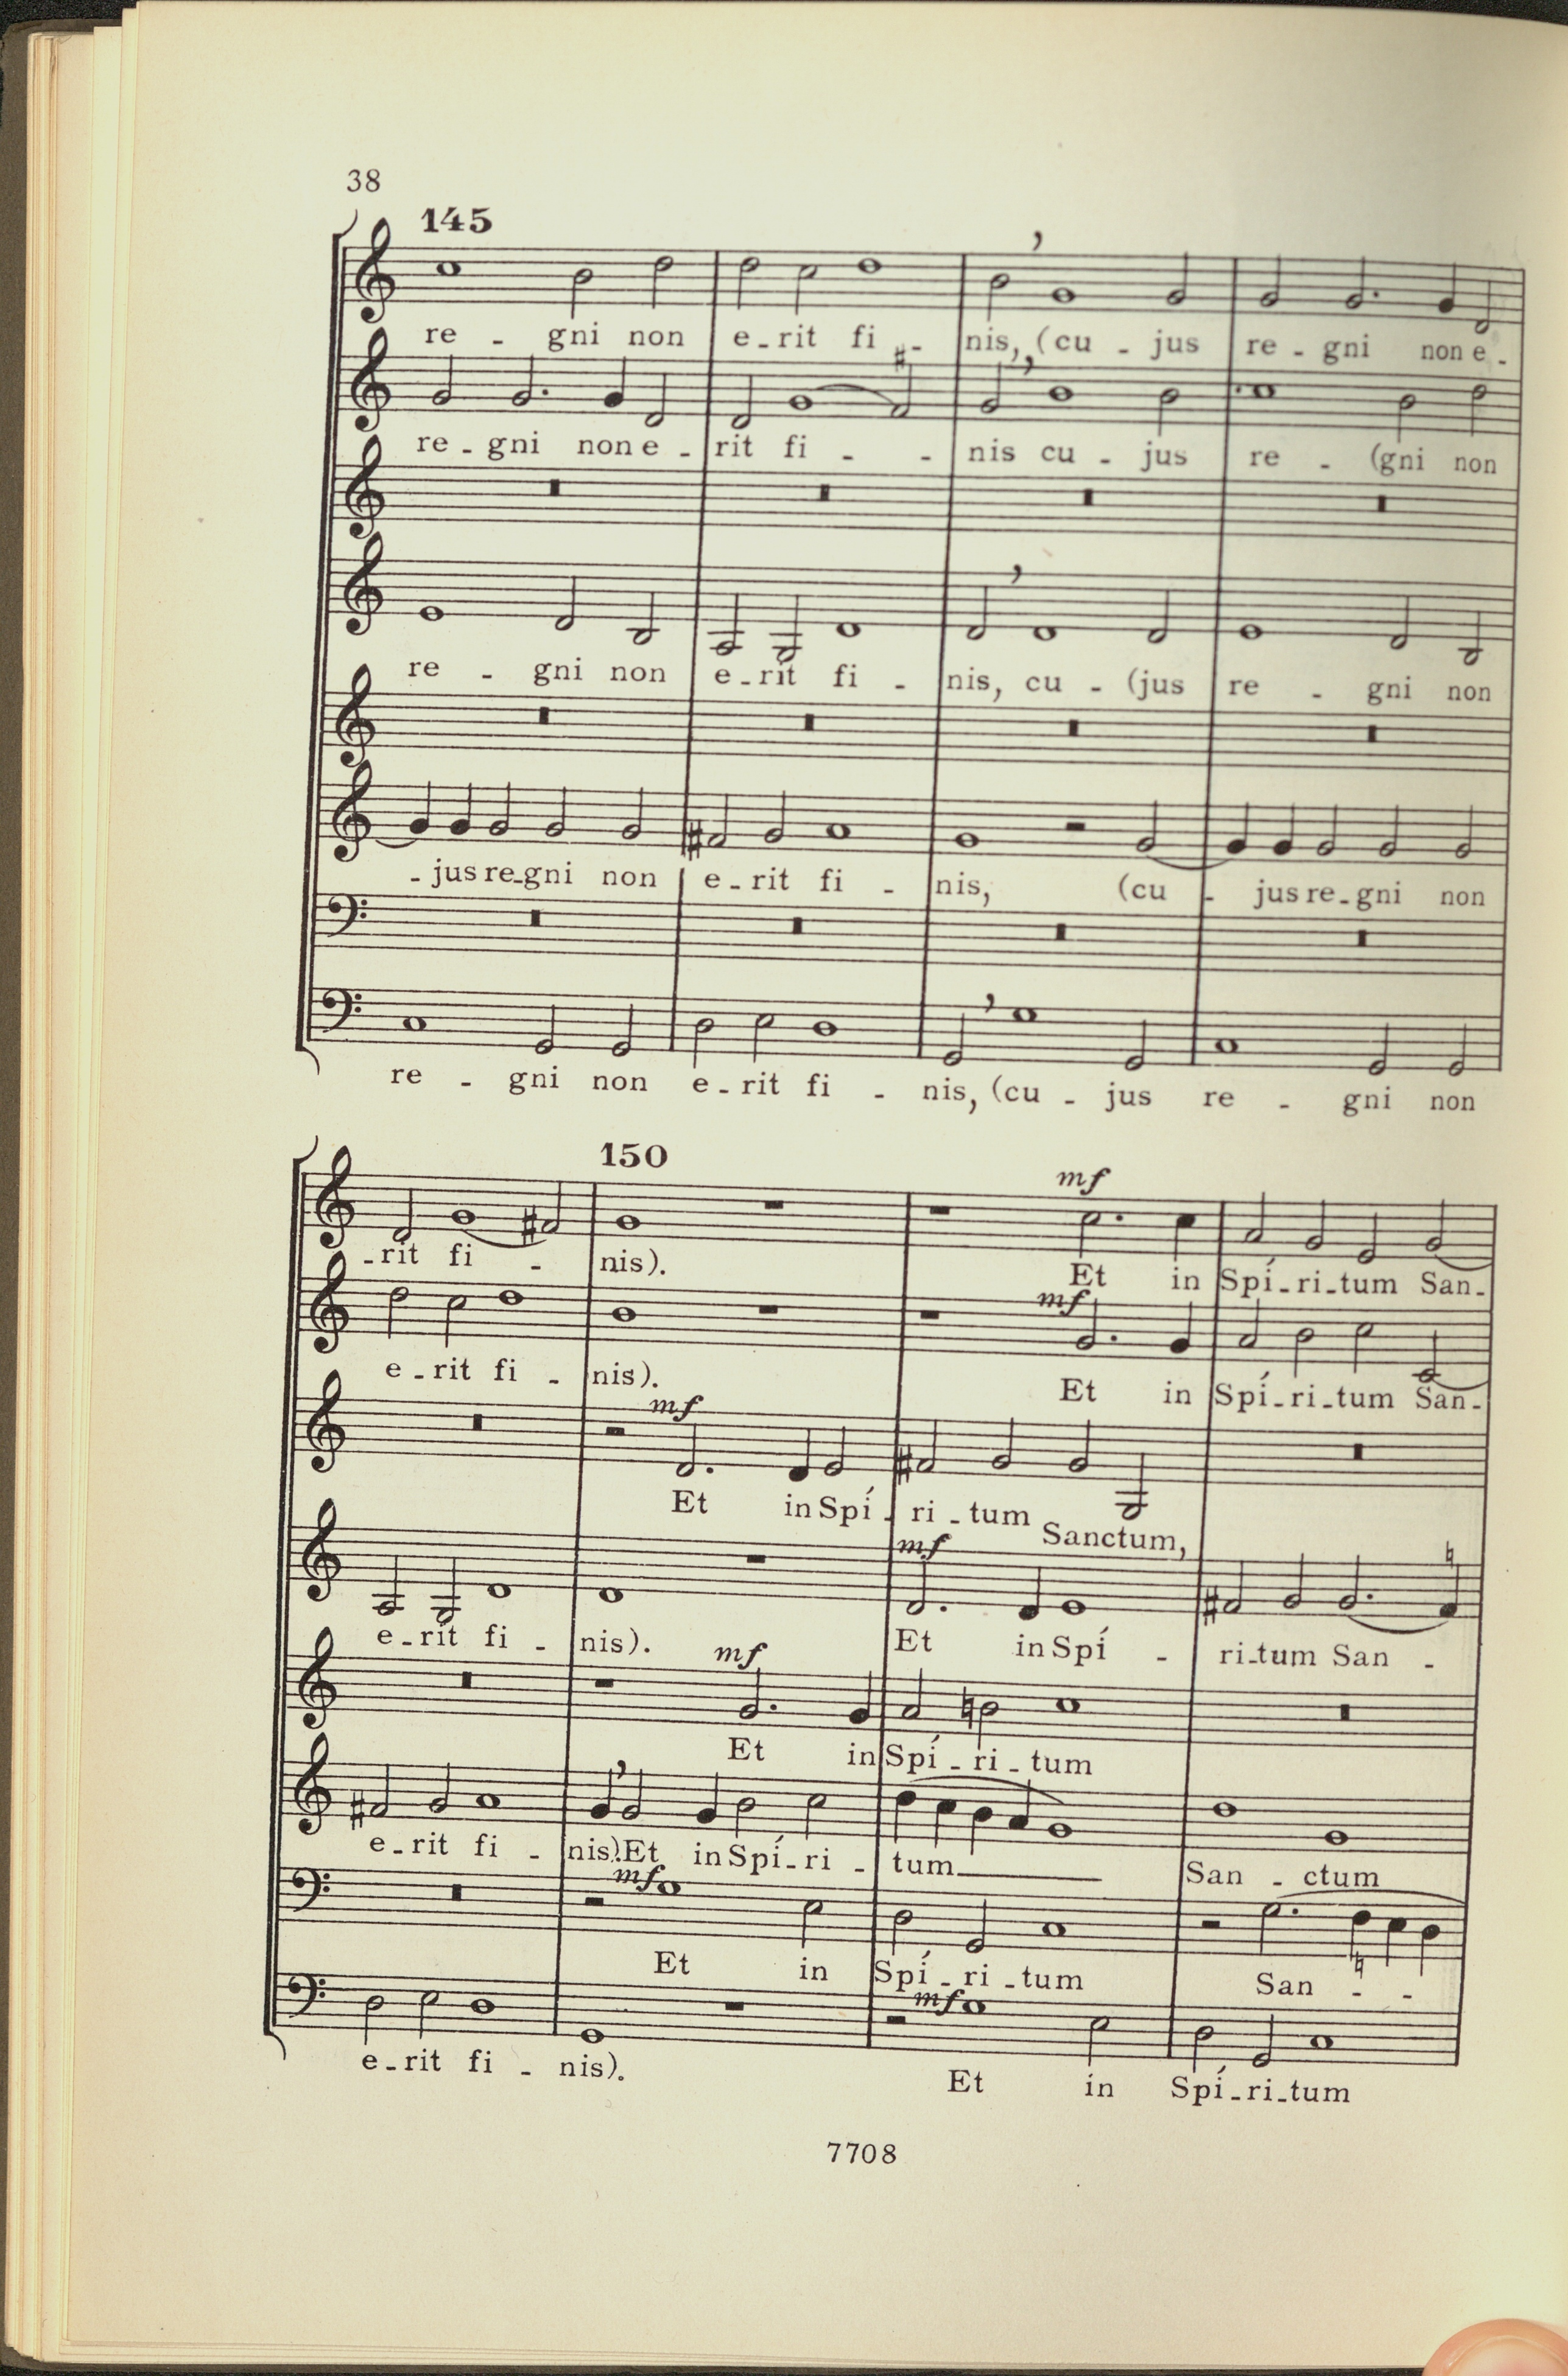 38
145
re - gni non e - rit fi - nis, (cu - jus re - gni non e -
re - gni non e - rit fi - - nis cu - jus re - (gni non
re - gni non e - rit fi - nis, cu - (jus re - gni non
- jus re - gni non e - rit fi - nis, (cu - jus re - gni non
re - gni non e - rit fi - nis, (cu - jus re - gni non
150
mf
- rit fi - nis). Et in Spí - ri - tum San -
mf
e - rit fi - nis). Et in Spí - ri - tum San -
mf
Et in Spí - ri - tum Sanctum,
mf
e - rit fi - nis). Et in Spí - ri - tum San -
mf
Et in Spí - ri - tum
e - rit fi - nis). Et in Spí - ri - tum San - ctum
mf
Et in Spí - ri - tum San - -
mf
e - rit fi - nis). Et in Spí - ri - tum
7708